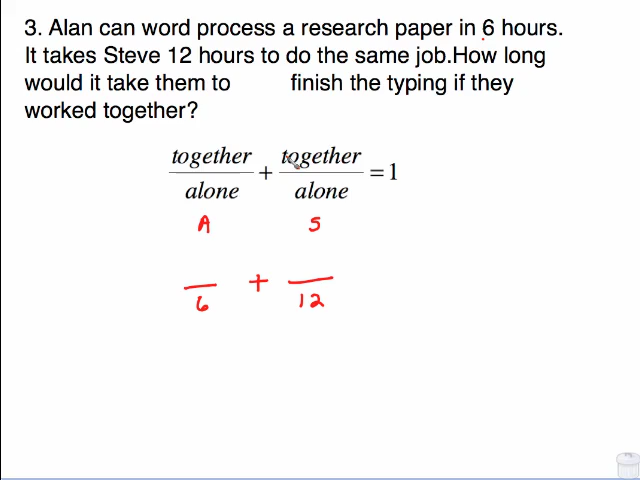 3. Alan can word process a research paper in 6 hours.
It takes Steve 12 hours to do the same job.How long
would it take them to finish the typing if they
worked together?
together/alone + together/alone = 1
A S
/6 + /12